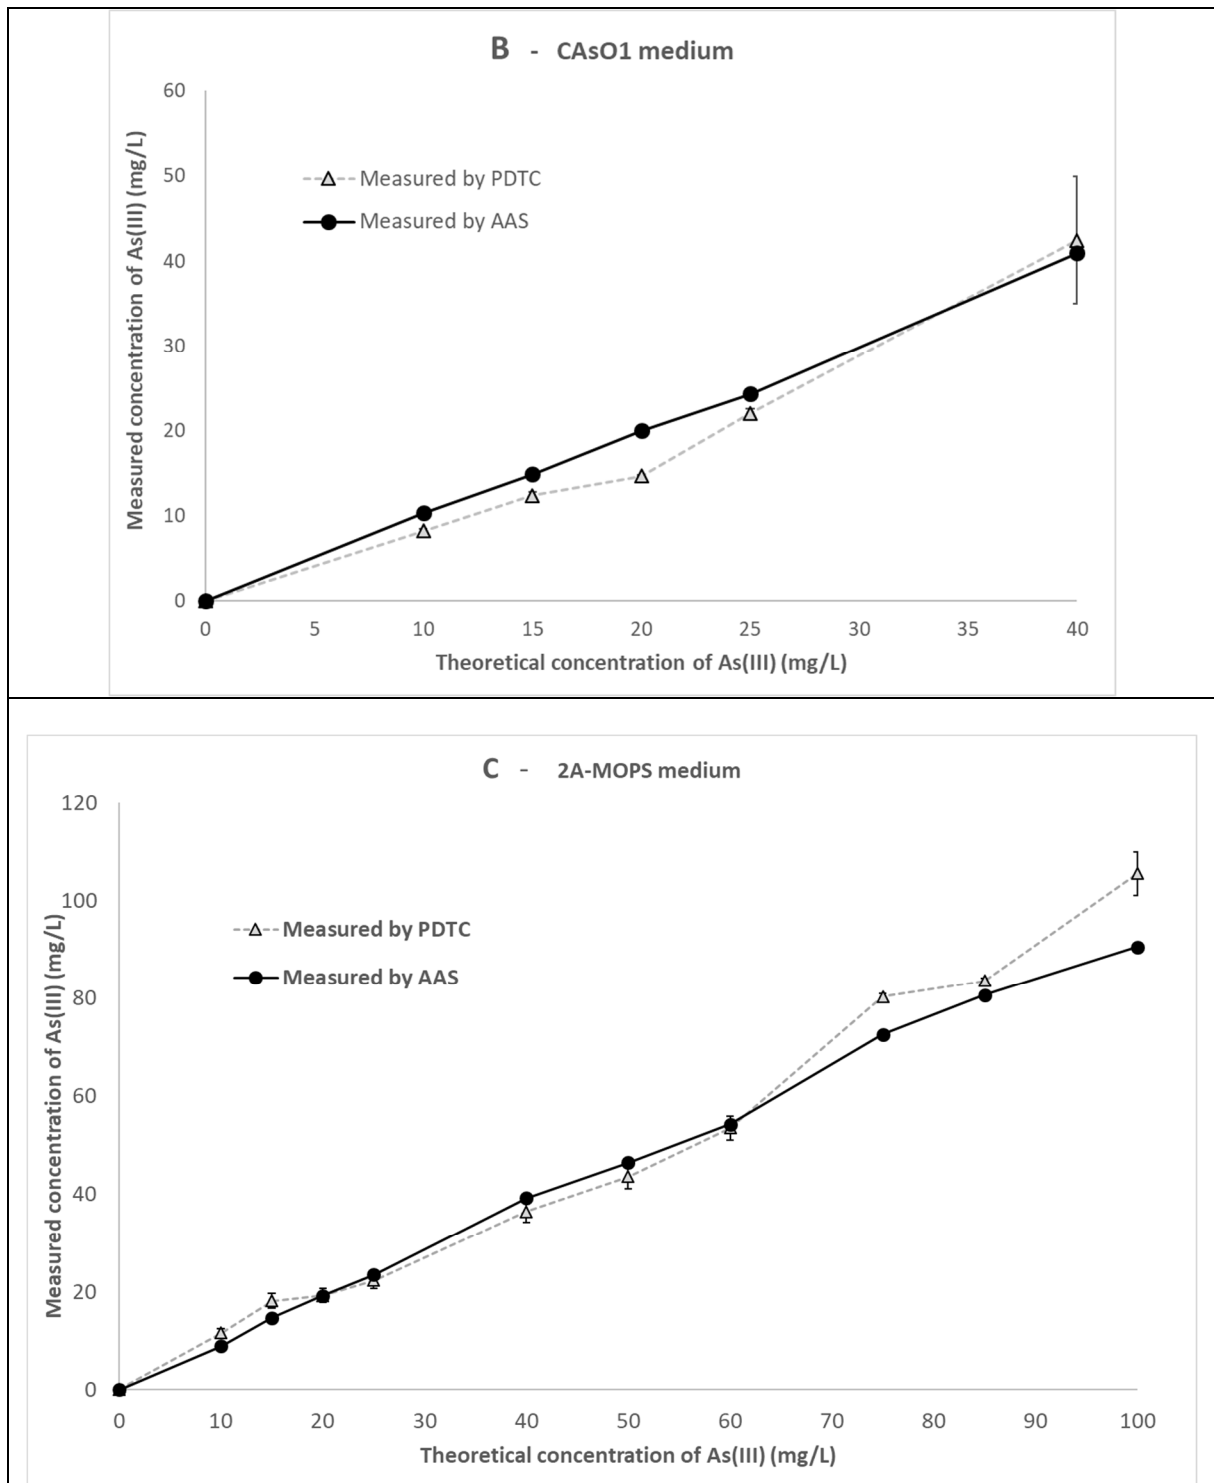 B - CAsO1 medium
60
50
40
30
20
10
0
Measured concentration of As(III) (mg/L)
Measured by PDTC
Measured by AAS
0 5 10 15 20 25 30 35 40
Theoretical concentration of As(III) (mg/L)
C - 2A-MOPS medium
120
100
80
60
40
20
0
Measured concentration of As(III) (mg/L)
Measured by PDTC
Measured by AAS
0 10 20 30 40 50 60 70 80 90 100
Theoretical concentration of As(III) (mg/L)